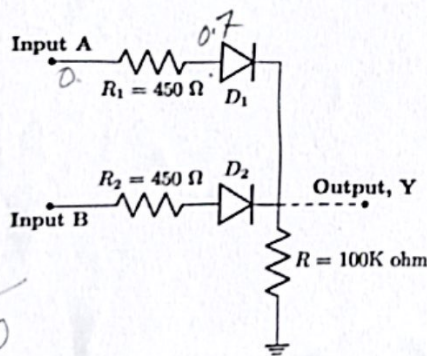 0.7
Input A
0.
R₁ = 450 Ω
D₁
R₂ = 450 Ω
D₂
Output, Y
Input B
R = 100K ohm